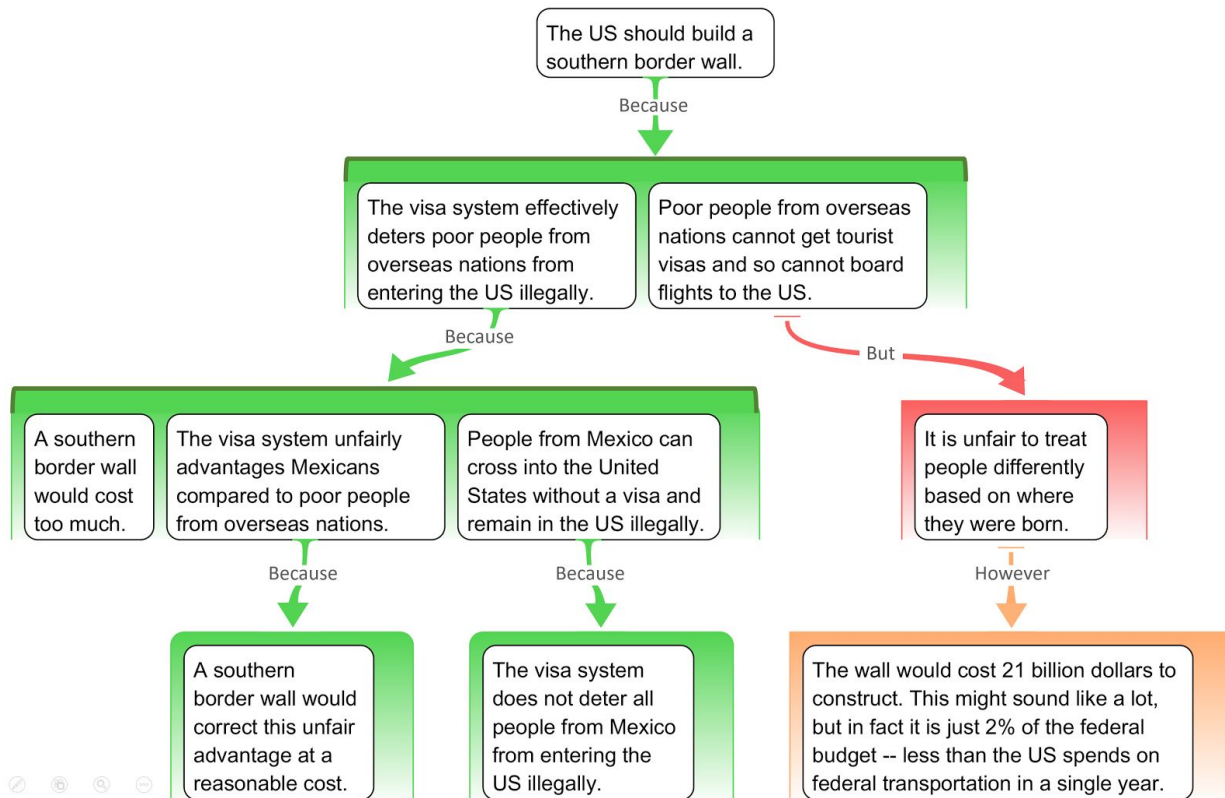 The US should build a
southern border wall.
Because
The visa system effectively
deters poor people from
overseas nations from
entering the US illegally.
Poor people from overseas
nations cannot get tourist
visas and so cannot board
flights to the US.
Because
But
A southern
border wall
would cost
too much.
The visa system unfairly
advantages Mexicans
compared to poor people
from overseas nations.
People from Mexico can
cross into the United
States without a visa and
remain in the US illegally.
It is unfair to treat
people differently
based on where
they were born.
Because
Because
However
A southern
border wall would
correct this unfair
advantage at a
reasonable cost.
The visa system
does not deter all
people from Mexico
from entering the
US illegally.
The wall would cost 21 billion dollars to
construct. This might sound like a lot,
but in fact it is just 2% of the federal
budget -- less than the US spends on
federal transportation in a single year.